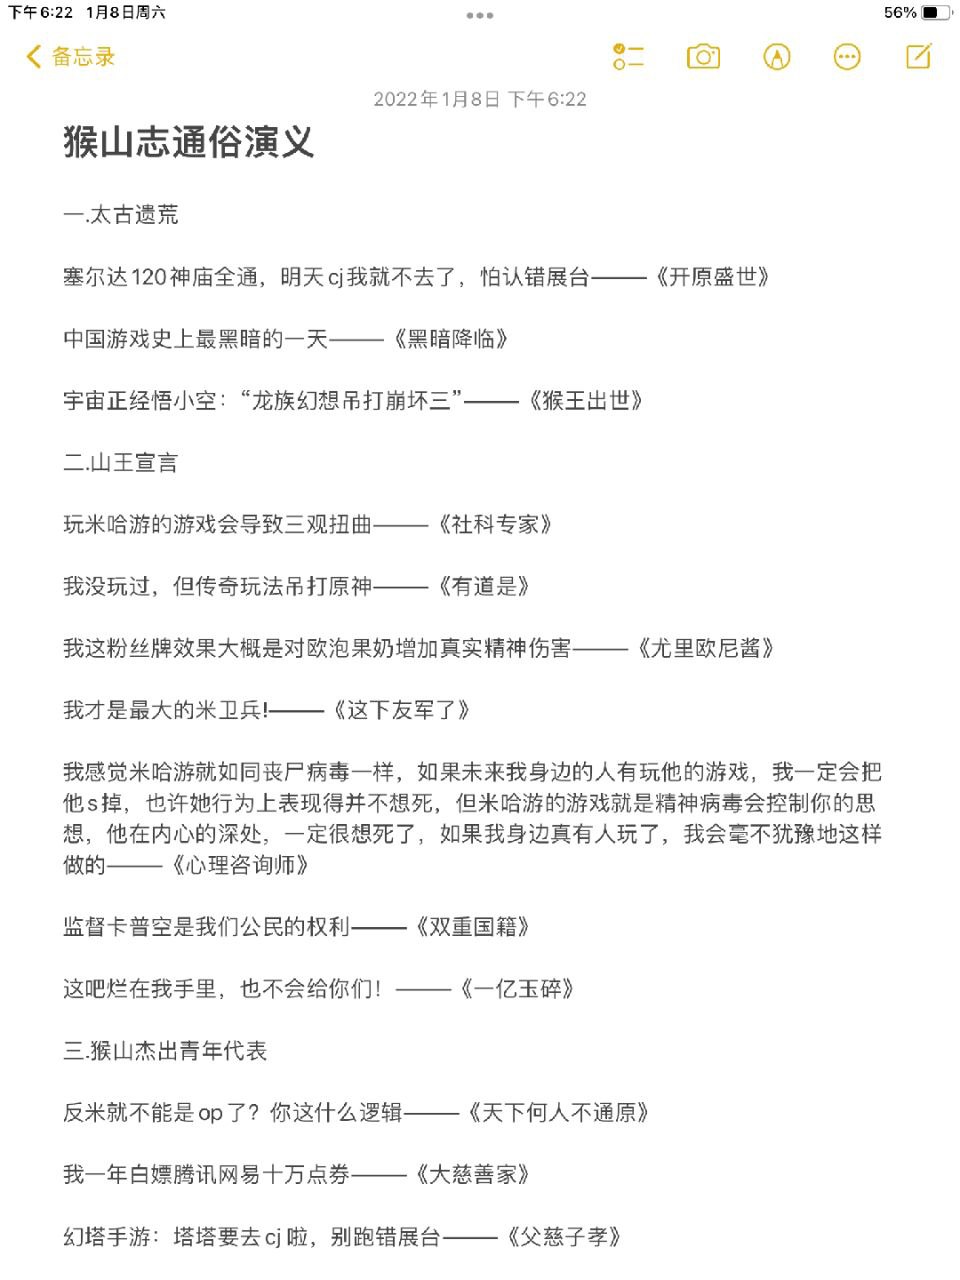 下午6:22 1月8日周六
56%
备忘录
2022年1月8日 下午6:22
猴山志通俗演义
一.太古遗荒
塞尔达120神庙全通，明天cj我就不去了，怕认错展台———《开原盛世》
中国游戏史上最黑暗的一天———《黑暗降临》
宇宙正经悟小空：“龙族幻想吊打崩坏三”———《猴王出世》
二.山王宣言
玩米哈游的游戏会导致三观扭曲———《社科专家》
我没玩过，但传奇玩法吊打原神———《有道是》
我这粉丝牌效果大概是对欧泡果奶增加真实精神伤害———《尤里欧尼酱》
我才是最大的米卫兵!———《这下友军了》
我感觉米哈游就如同丧尸病毒一样，如果未来我身边的人有玩他的游戏，我一定会把
他s掉，也许她行为上表现得并不想死，但米哈游的游戏就是精神病毒会控制你的思
想，他在内心的深处，一定很想死了，如果我身边真有人玩了，我会毫不犹豫地这样
做的———《心理咨询师》
监督卡普空是我们公民的权利———《双重国籍》
这吧烂在我手里，也不会给你们！———《一亿玉碎》
三.猴山杰出青年代表
反米就不能是op了？你这什么逻辑———《天下何人不通原》
我一年白嫖腾讯网易十万点券———《大慈善家》
幻塔手游：塔塔要去cj啦，别跑错展台———《父慈子孝》